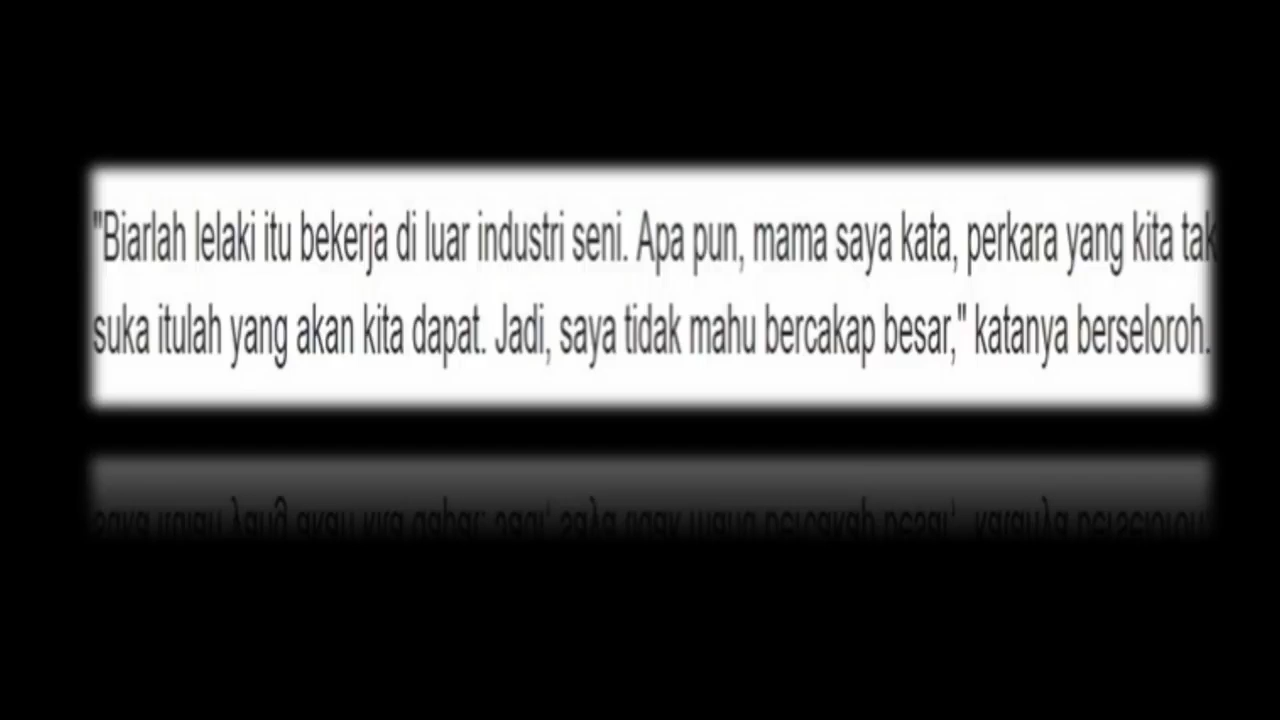 "Biarlah lelaki itu bekerja di luar industri seni. Apa pun, mama saya kata, perkara yang kita tak
suka itulah yang akan kita dapat. Jadi, saya tidak mahu bercakap besar," katanya berseloroh.